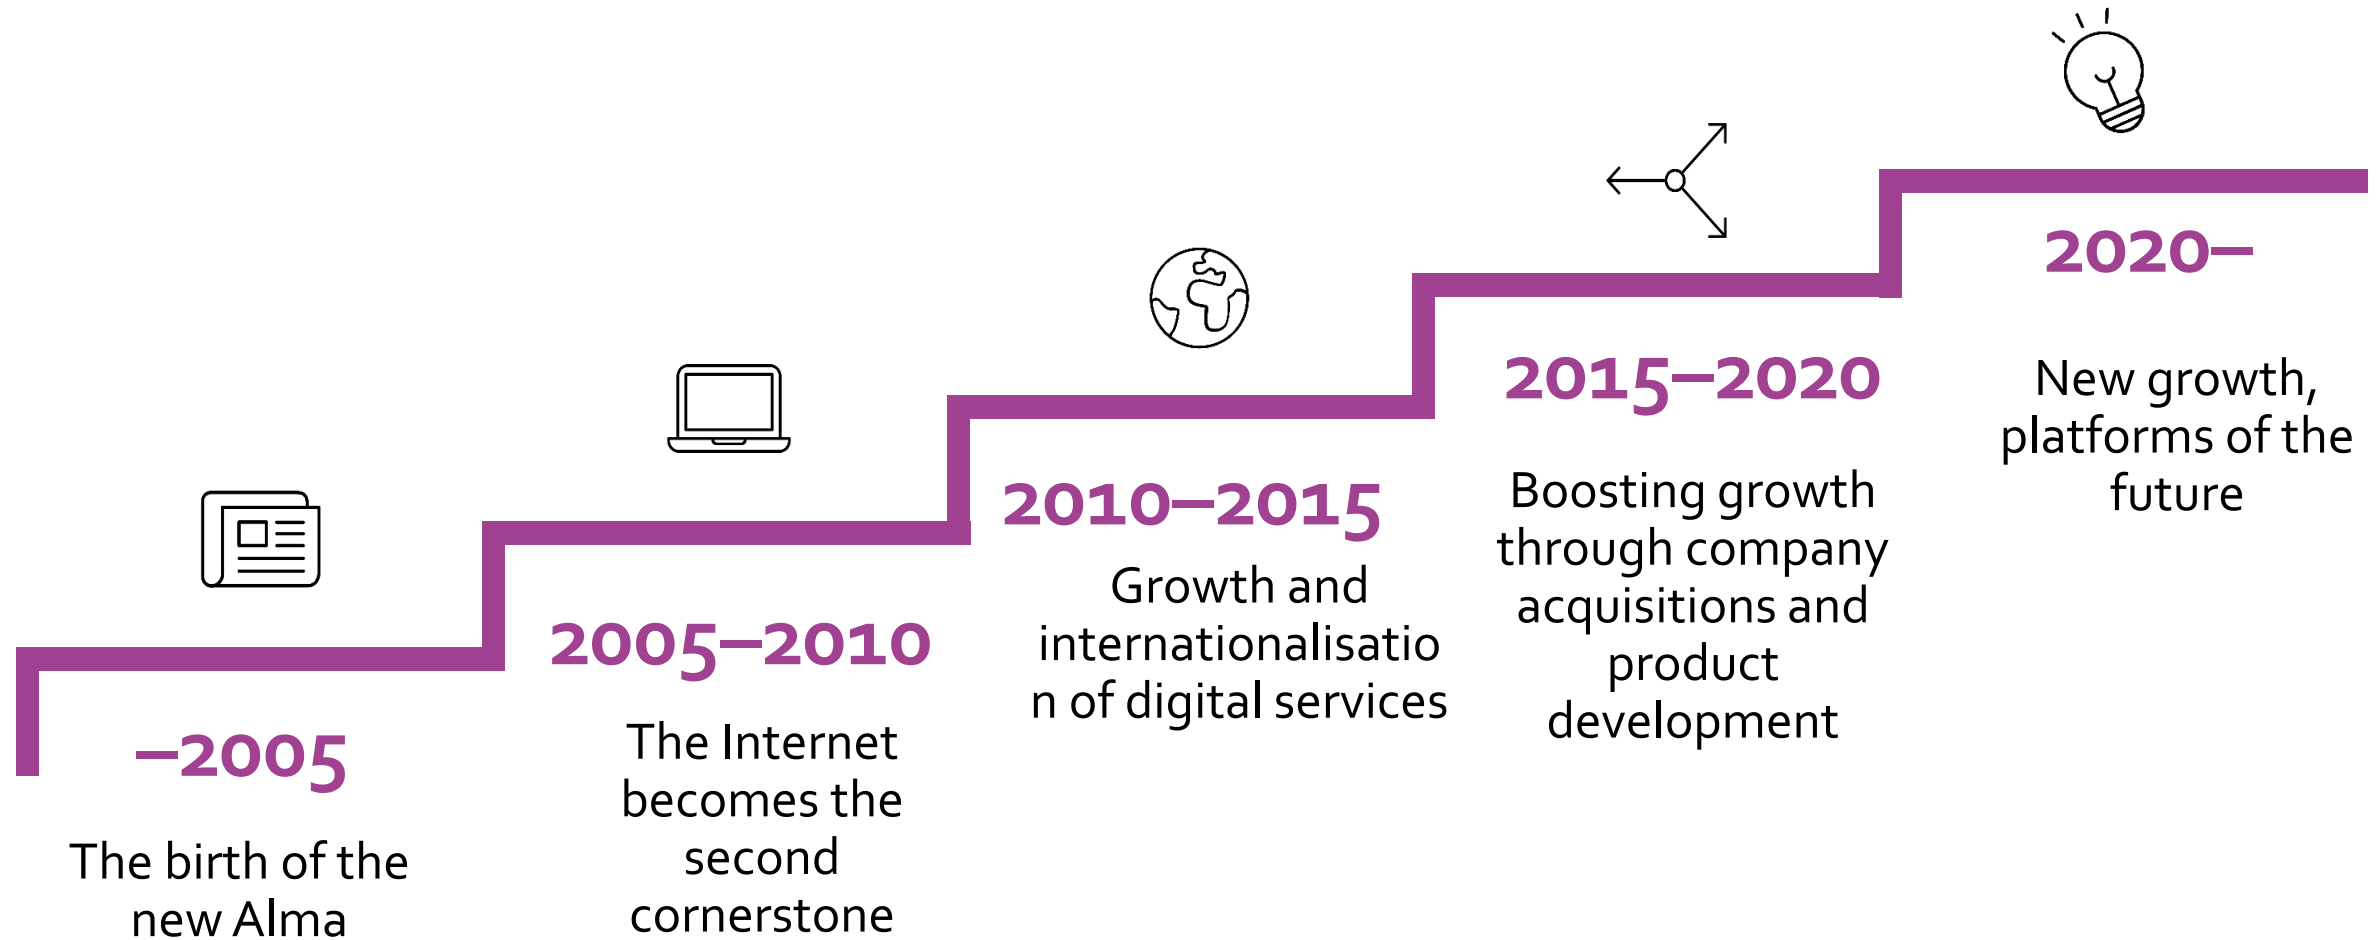 –2005
The birth of the
new Alma
2005–2010
The Internet
becomes the
second
cornerstone
2010–2015
Growth and
internationalisatio
n of digital services
2015–2020
Boosting growth
through company
acquisitions and
product
development
2020–
New growth,
platforms of the
future